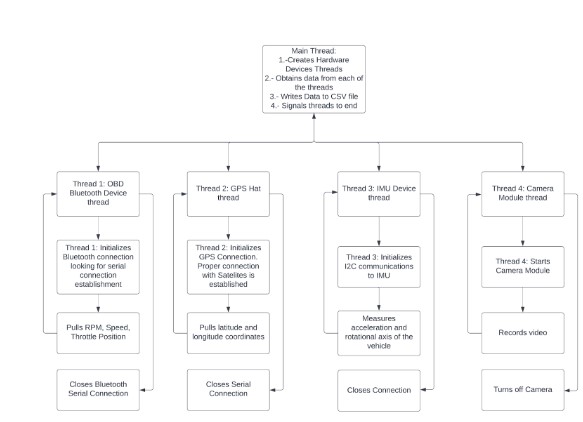 Main Thread:
1.-Creates Hardware
Devices Threads
2.- Obtains data from each of
the threads
3.- Writes Data to CSV file
4.- Signals threads to end
Thread 1: OBD
Bluetooth Device
thread
Thread 2: GPS Hat
thread
Thread 3: IMU Device
thread
Thread 4: Camera
Module thread
Thread 1: Initializes
Bluetooth connection
looking for serial
connection
establishment
Thread 2: Initializes
GPS Connection.
Proper connection
with Satelites is
established
Thread 3: Initializes
I2C communications
to IMU
Thread 4: Starts
Camera Module
Pulls RPM, Speed,
Throttle Position
Pulls latitude and
longitude coordinates
Measures
acceleration and
rotational axis of the
vehicle
Records video
Closes Bluetooth
Serial Connection
Closes Serial
Connection
Closes Connection
Turns off Camera